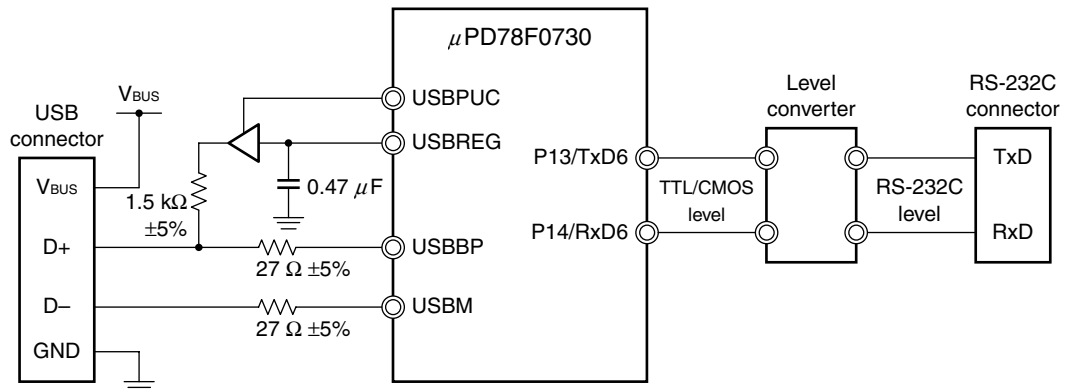 μPD78F0730
USB
connector
VBUS
VBUS
D+
D−
GND
1.5 kΩ
±5%
0.47 μF
27 Ω ±5%
27 Ω ±5%
USBPUC
USBREG
USBBP
USBM
P13/TxD6
P14/RxD6
TTL/CMOS
level
Level
converter
RS-232C
level
RS-232C
connector
TxD
RxD